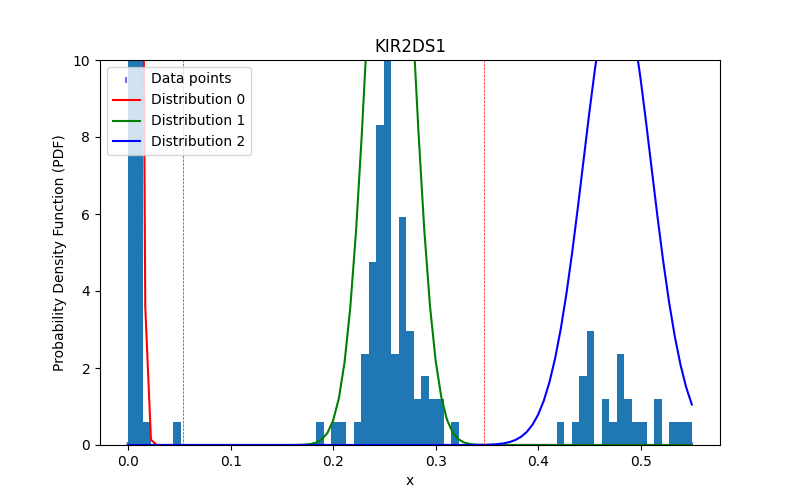 KIR2DS1
Probability Density Function (PDF)
10
8
6
4
2
0
Data points
Distribution 0
Distribution 1
Distribution 2
0.0
0.1
0.2
0.3
0.4
0.5
x